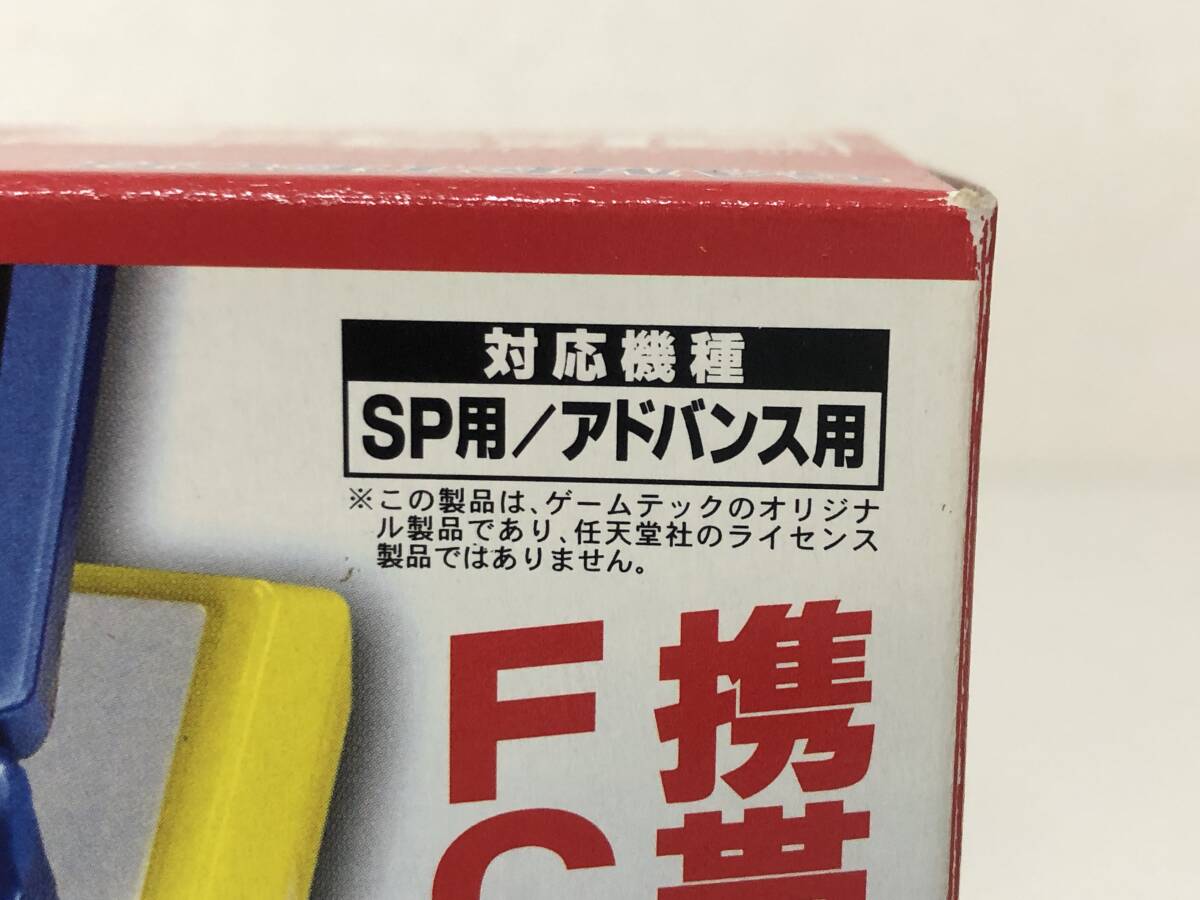 対応機種
SP用/アドバンス用
※この製品は、ゲームテックのオリジナ
ル製品であり、任天堂社のライセンス
製品ではありません。
携帯
FC